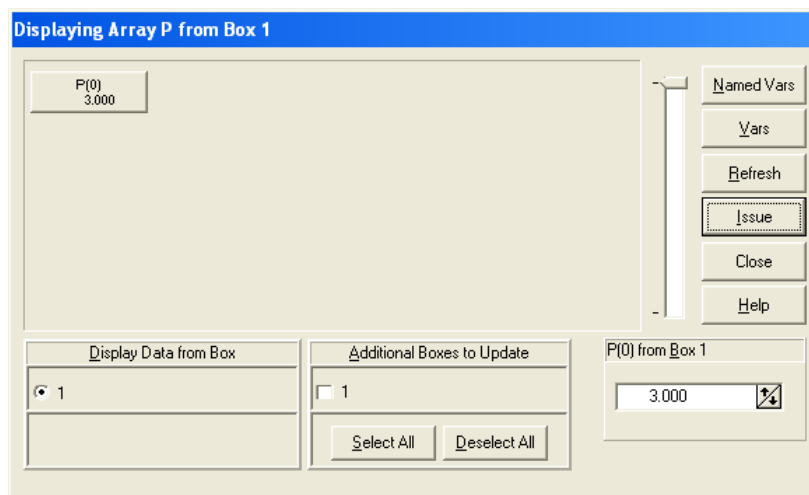 Displaying Array P from Box 1
P(0)
3.000
Named Vars
Vars
Refresh
Issue
Close
Help
Display Data from Box
1
Additional Boxes to Update
1
Select All
Deselect All
P(0) from Box 1
3.000